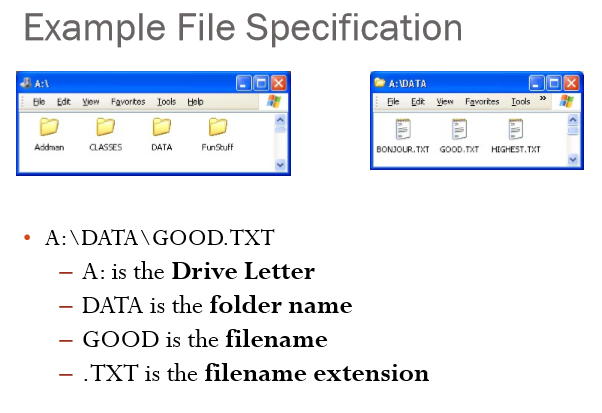 Example File Specification
A:\
File Edit View Favorites Tools Help
Addman CLASSES DATA FunStuff
A:\DATA
File Edit View Favorites Tools »
BONJOUR.TXT GOOD.TXT HIGHEST.TXT
• A:\DATA\GOOD.TXT
– A: is the Drive Letter
– DATA is the folder name
– GOOD is the filename
– .TXT is the filename extension